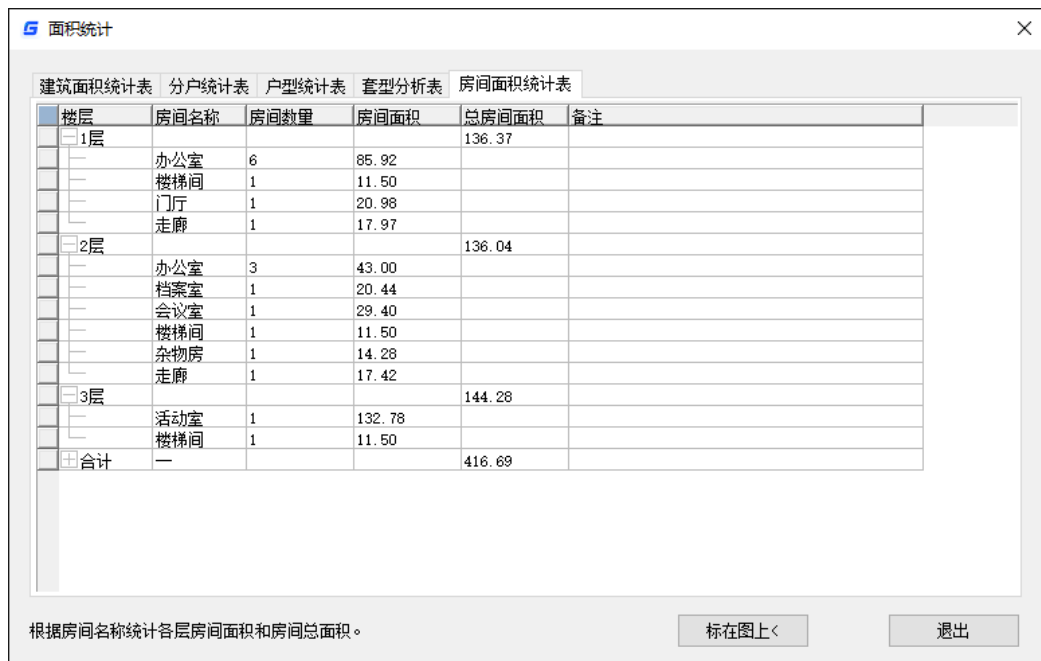 面积统计
建筑面积统计表 分户统计表 户型统计表 套型分析表 房间面积统计表
楼层 房间名称 房间数量 房间面积 总房间面积 备注
1层 136.37
办公室 6 85.92
楼梯间 1 11.50
门厅 1 20.98
走廊 1 17.97
2层 136.04
办公室 3 43.00
档案室 1 20.44
会议室 1 29.40
楼梯间 1 11.50
杂物房 1 14.28
走廊 1 17.42
3层 144.28
活动室 1 132.78
楼梯间 1 11.50
合计 — 416.69
根据房间名称统计各层房间面积和房间总面积。 标在图上< 退出